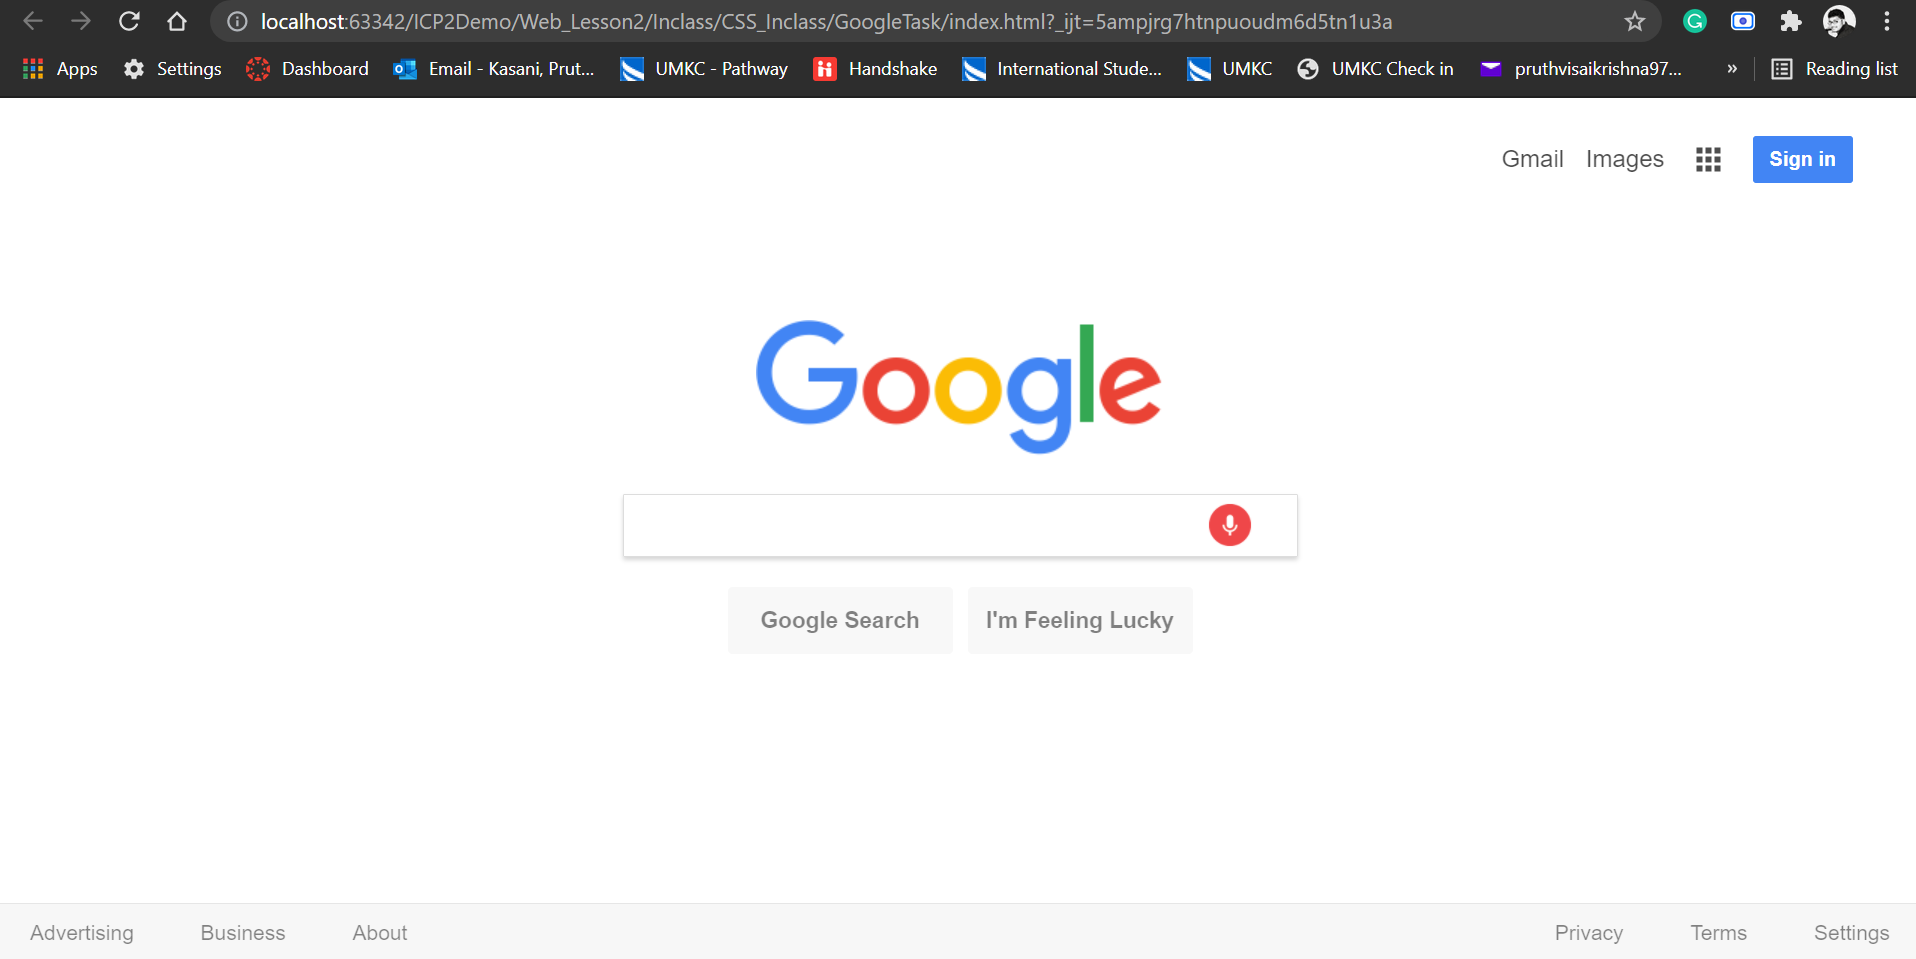 localhost:63342/ICP2Demo/Web_Lesson2/Inclass/CSS_Inclass/GoogleTask/index.html?_ijt=5ampjrg7htnpuoudm6d5tn1u3a
Apps Settings Dashboard Email - Kasani, Prut... UMKC - Pathway Handshake International Stude... UMKC UMKC Check in pruthvisaikrishna97... » Reading list
Gmail Images Sign in
Google
Google Search I'm Feeling Lucky
Advertising Business About Privacy Terms Settings